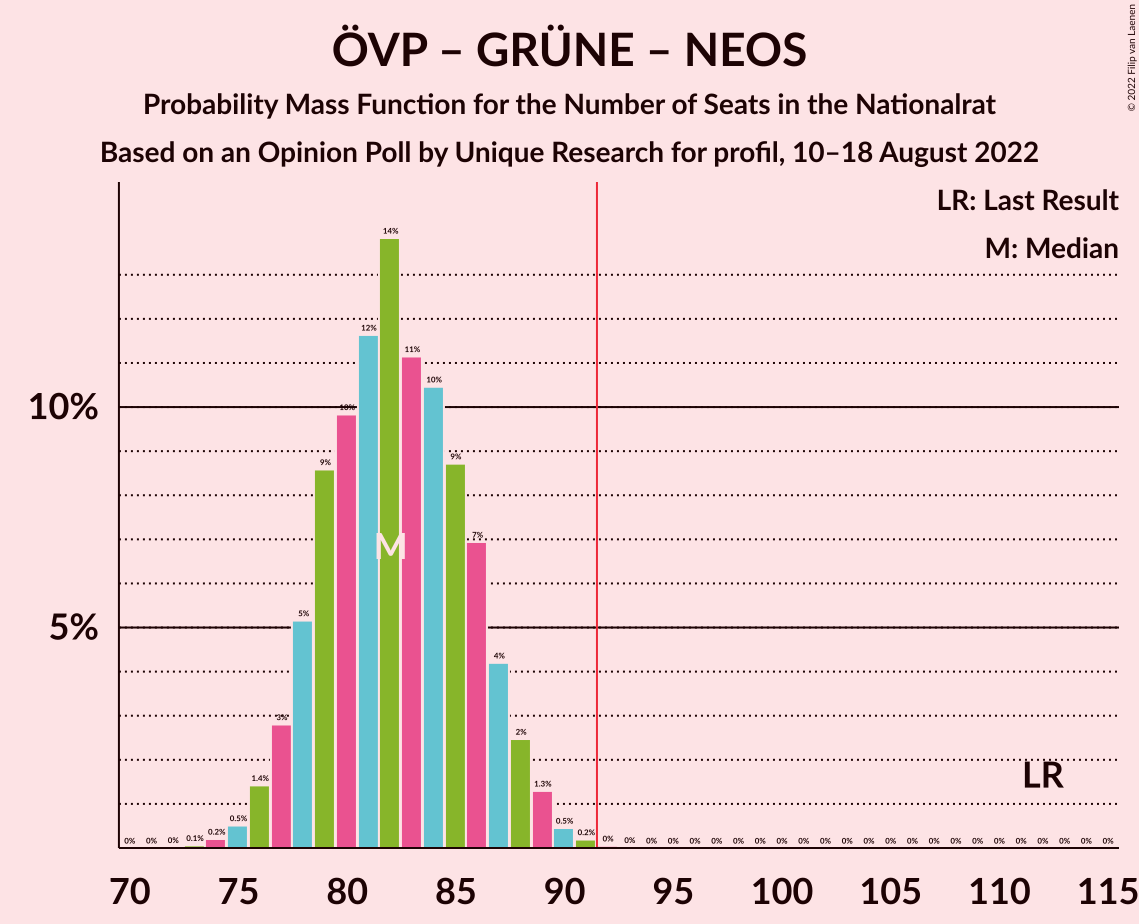 ÖVP – GRÜNE – NEOS
Probability Mass Function for the Number of Seats in the Nationalrat
Based on an Opinion Poll by Unique Research for profil, 10–18 August 2022
© 2022 Filip van Laenen
LR: Last Result
M: Median
10%
5%
0% 0% 0% 0.1% 0.2% 0.5% 1.4% 3% 5% 9% 10% 12% 14% 11% 10% 9% 7% 4% 2% 1.3% 0.5% 0.2% 0% 0% 0% 0% 0% 0% 0% 0% 0% 0% 0% 0% 0% 0% 0% 0% 0% 0% 0% 0% 0% 0% 0% 0%
M
LR
70 75 80 85 90 95 100 105 110 115